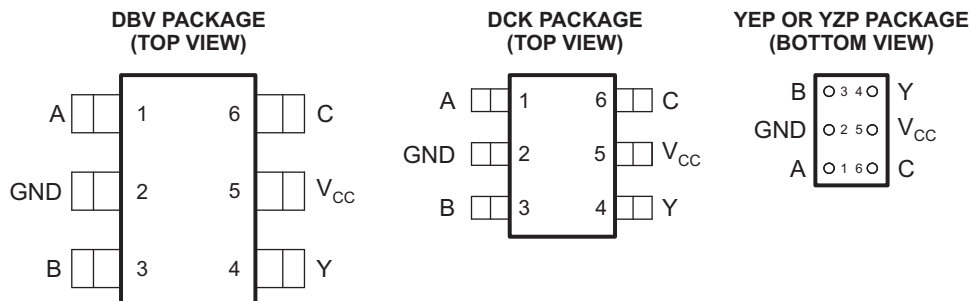 DBV PACKAGE
(TOP VIEW)
A 1 6 C
GND 2 5 VCC
B 3 4 Y
DCK PACKAGE
(TOP VIEW)
A 1 6 C
GND 2 5 VCC
B 3 4 Y
YEP OR YZP PACKAGE
(BOTTOM VIEW)
B 3 4 Y
GND 2 5 VCC
A 1 6 C